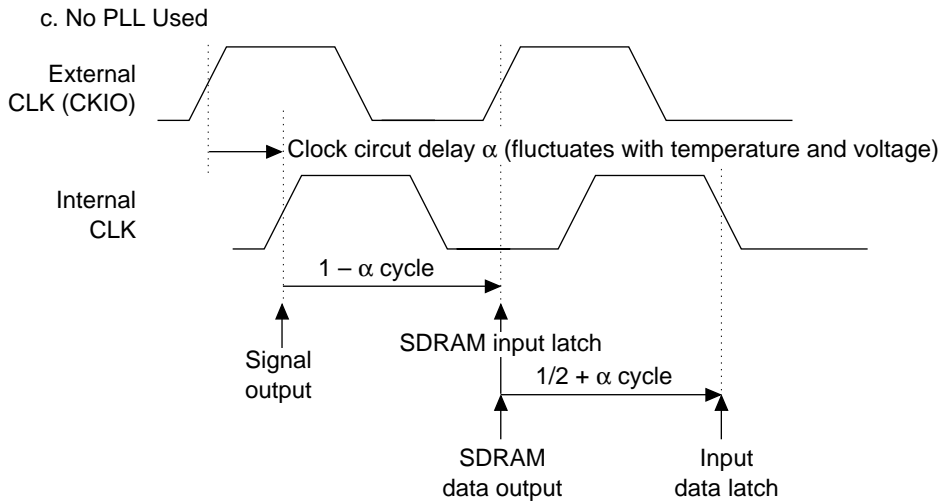 c. No PLL Used
External
CLK (CKIO)
Clock circut delay α (fluctuates with temperature and voltage)
Internal
CLK
1 – α cycle
Signal
output
SDRAM input latch
1/2 + α cycle
SDRAM
data output
Input
data latch